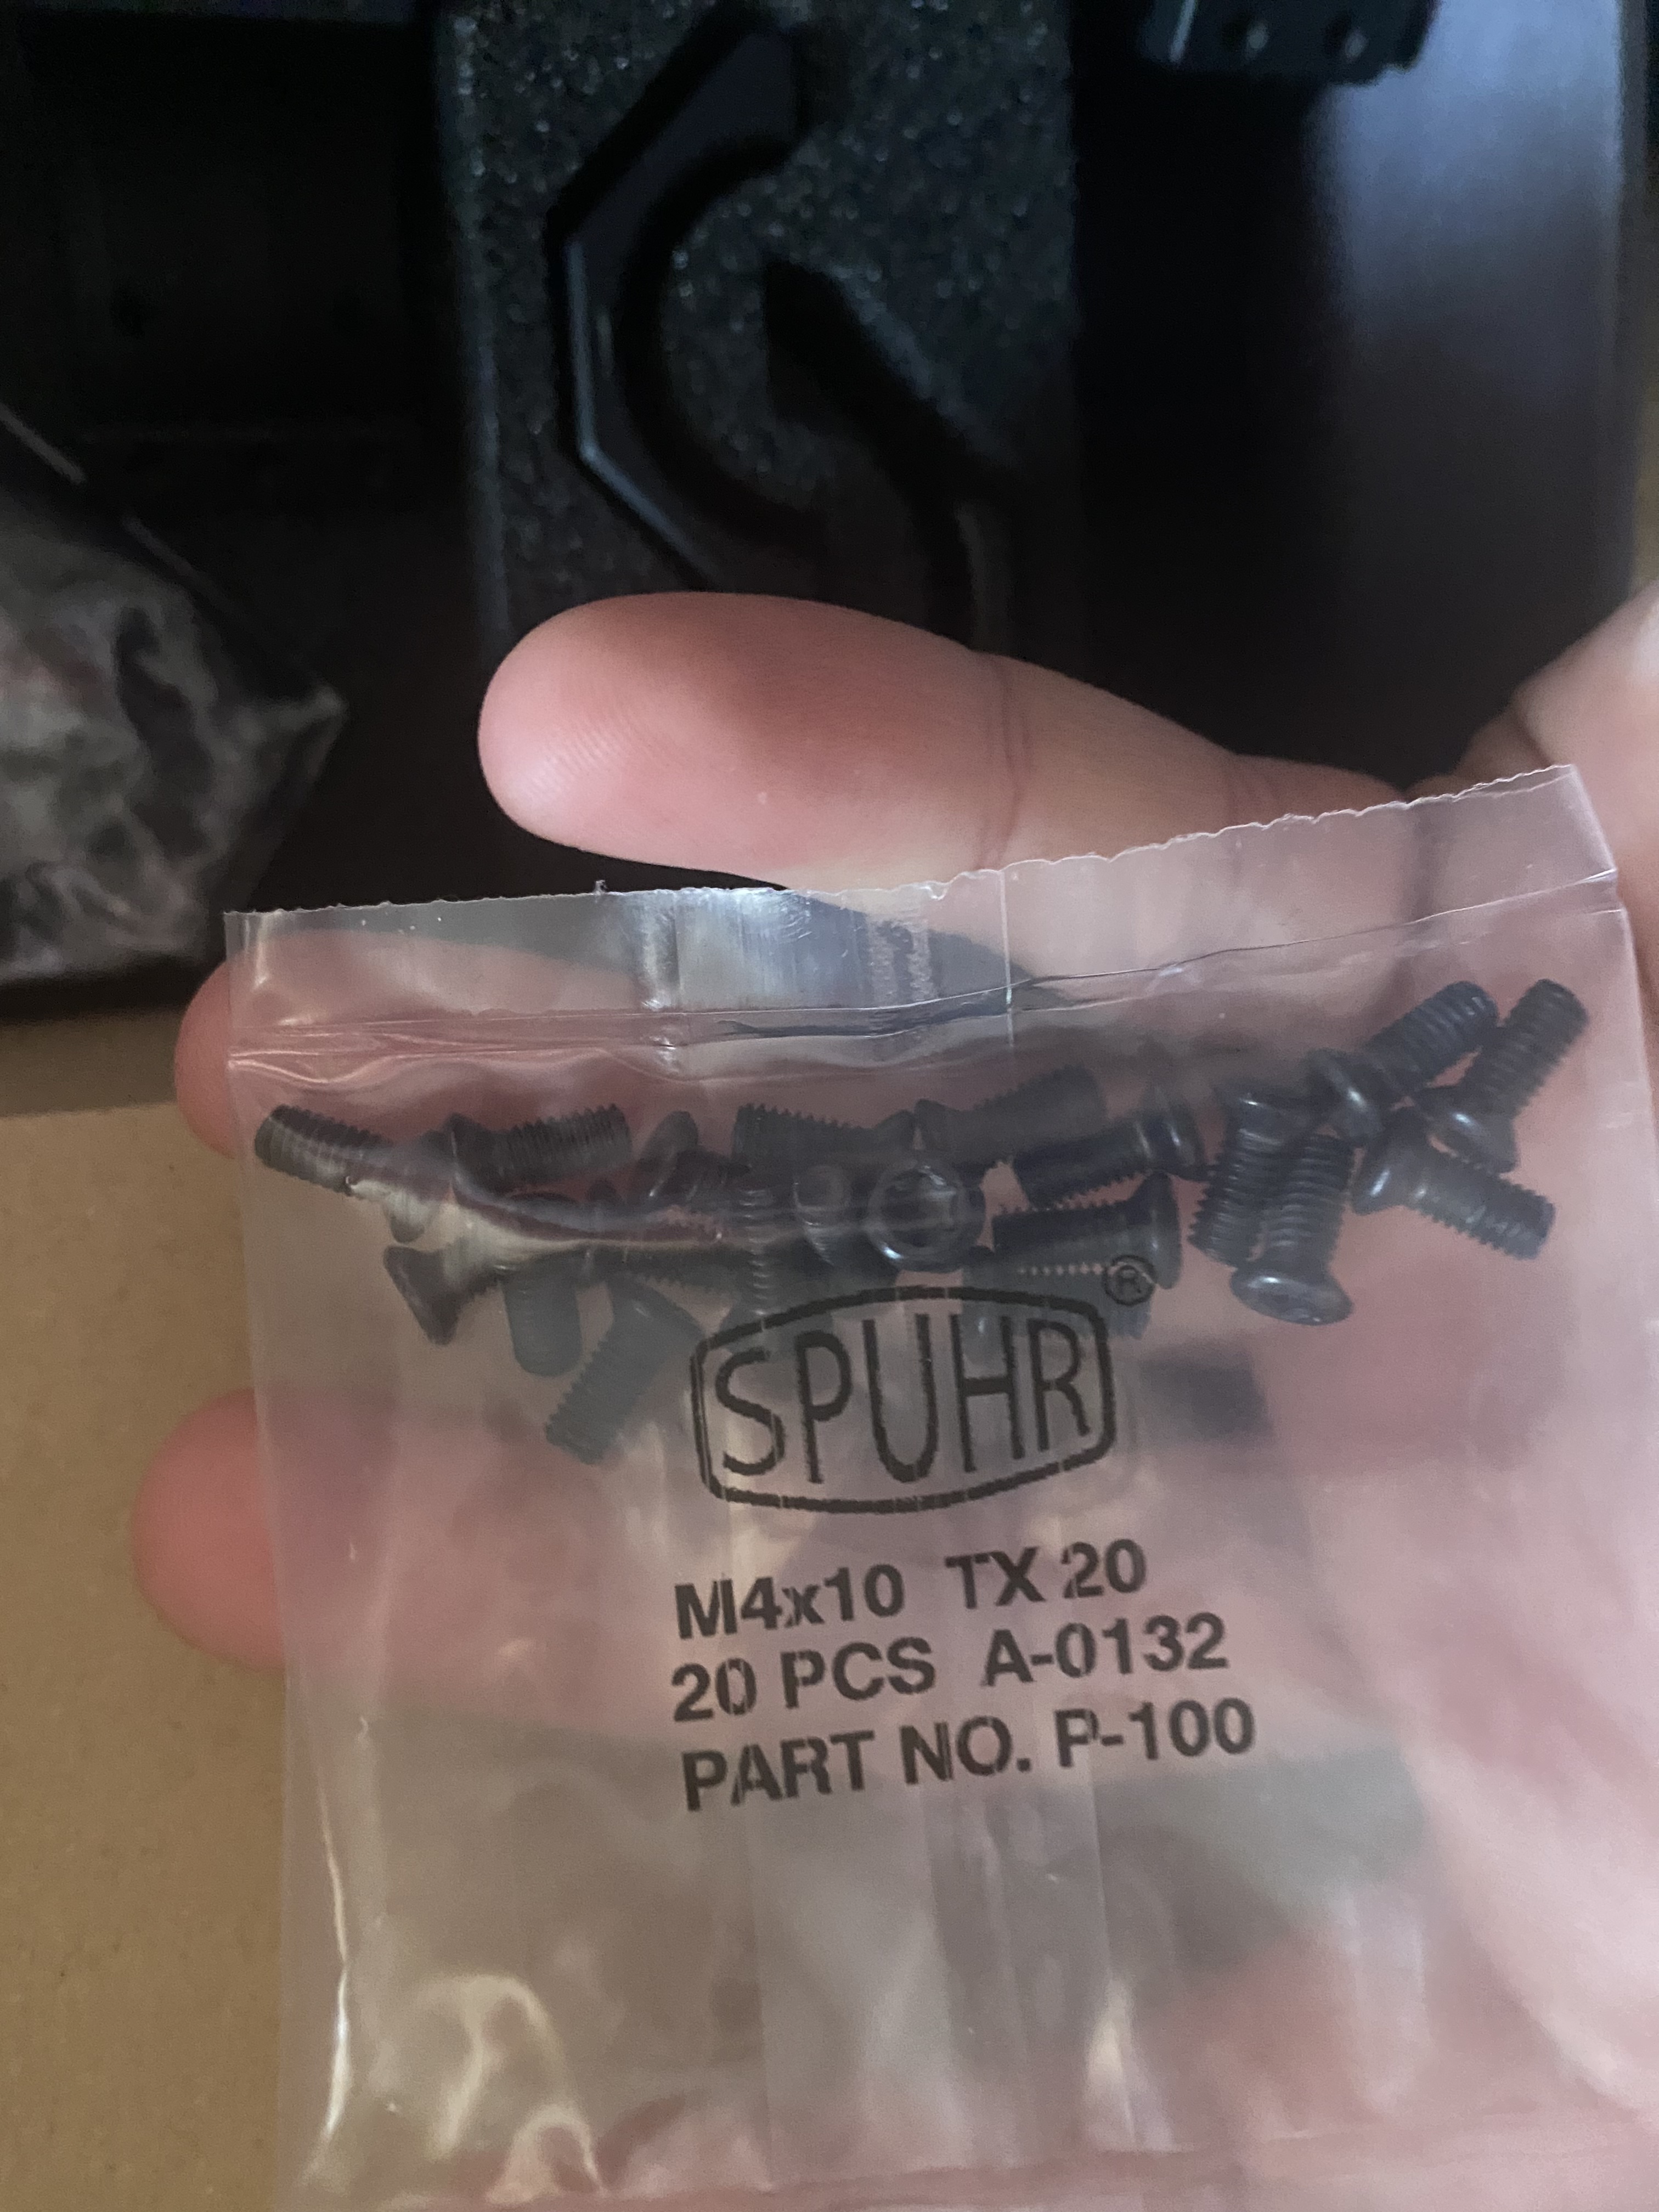 SPUHR®
M4x10 TX 20
20 PCS A-0132
PART NO. P-100